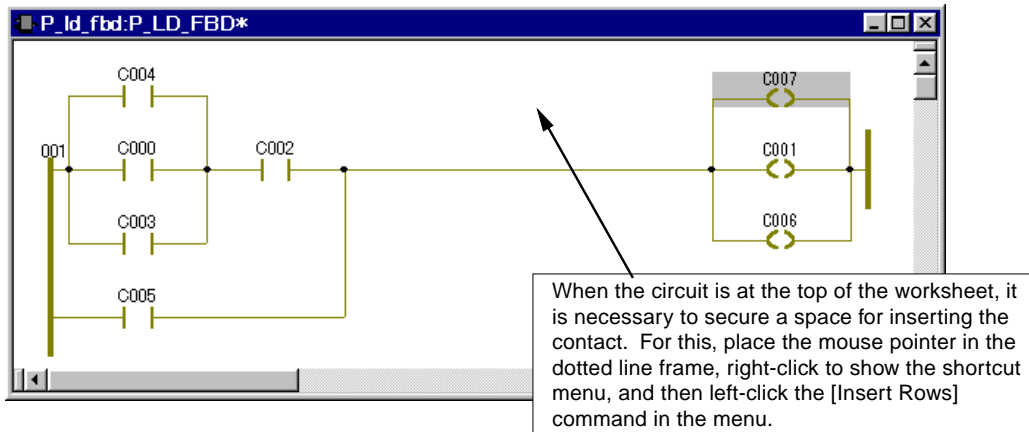 P_ld_fbd:P_LD_FBD*
C004
C007
001
C000
C002
C001
C003
C006
C005
When the circuit is at the top of the worksheet, it
is necessary to secure a space for inserting the
contact. For this, place the mouse pointer in the
dotted line frame, right-click to show the shortcut
menu, and then left-click the [Insert Rows]
command in the menu.